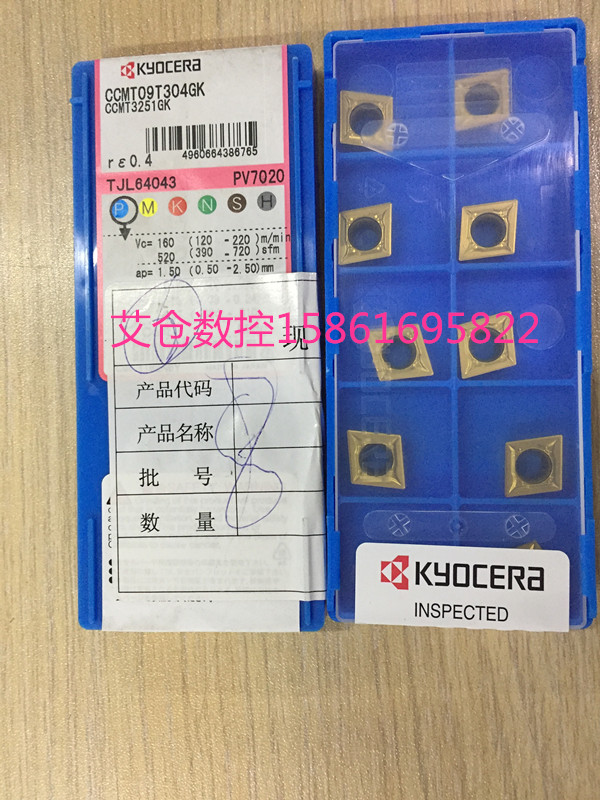 KYOCERA
CCMT09T304GK
CCMT3251GK
4960664386765
rε0.4
TJL64043 PV7020
P M K N S H
Vc= 160 (120 -220)m/min
520 (390 -720)sfm
ap= 1.50 (0.50 -2.50)mm
艾仓数控15861695822
现
产品代码
产品名称
批 号
数 量
KYOCERA
INSPECTED